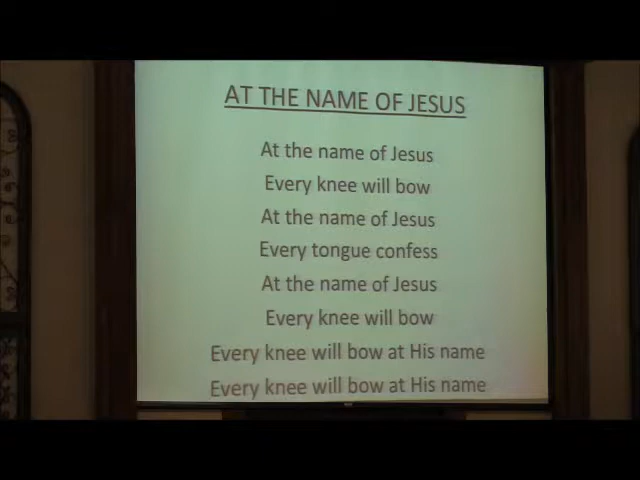 AT THE NAME OF JESUS
At the name of Jesus
Every knee will bow
At the name of Jesus
Every tongue confess
At the name of Jesus
Every knee will bow
Every knee will bow at His name
Every knee will bow at His name